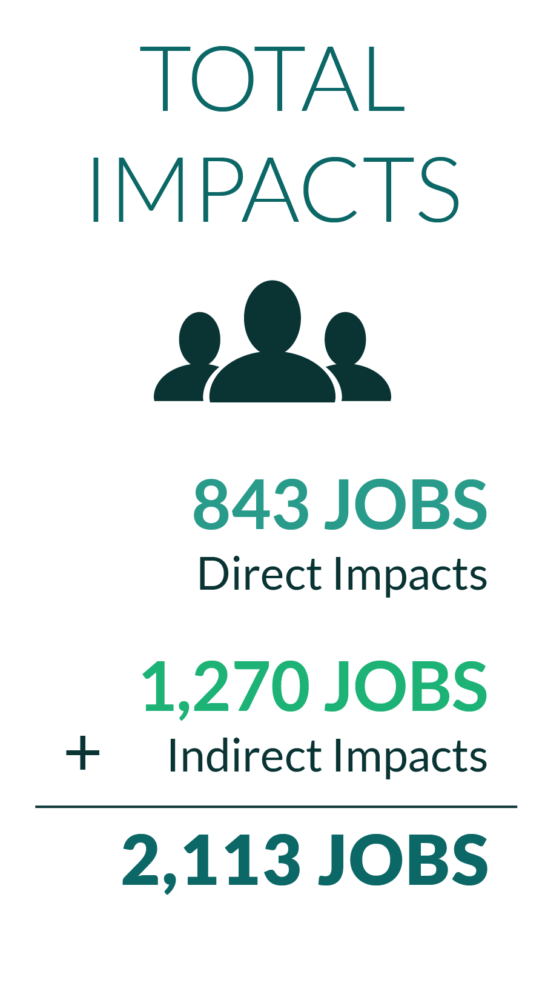 TOTAL
IMPACTS
843 JOBS
Direct Impacts
1,270 JOBS
+ Indirect Impacts
2,113 JOBS